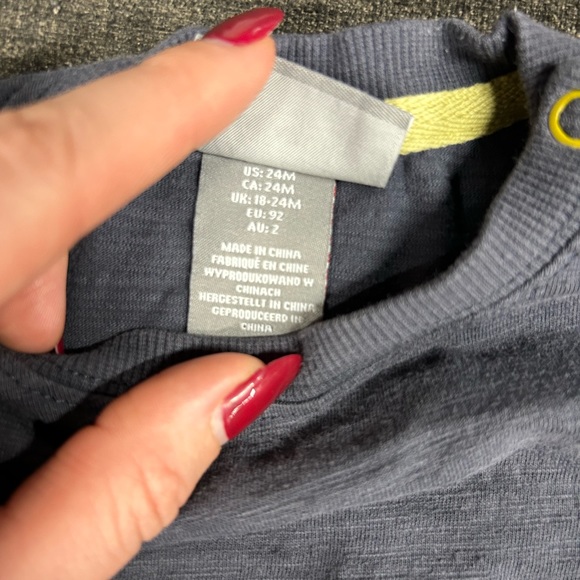 US: 24M
CA: 24M
UK: 18-24M
EU: 92
AU: 2
MADE IN CHINA
FABRIQUÉ EN CHINE
WYPRODUKOWANO W
CHINACH
HERGESTELLT IN CHINA
GEPRODUCEERD IN
CHINA